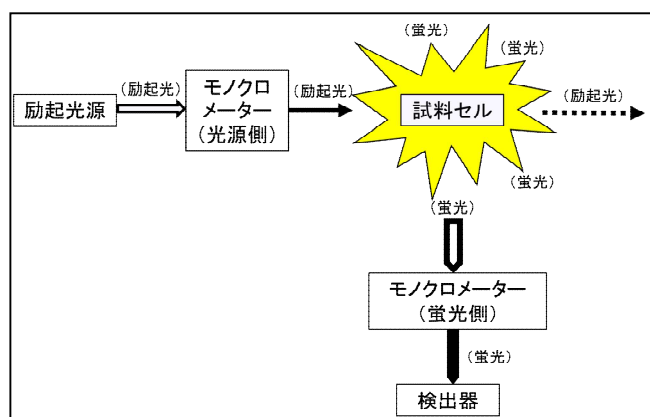 (蛍光)
(蛍光)
(励起光)
モノクロ
メーター
(光源側)
(励起光)
(励起光)
励起光源
試料セル
(蛍光)
(蛍光)
モノクロメーター
(蛍光側)
(蛍光)
検出器